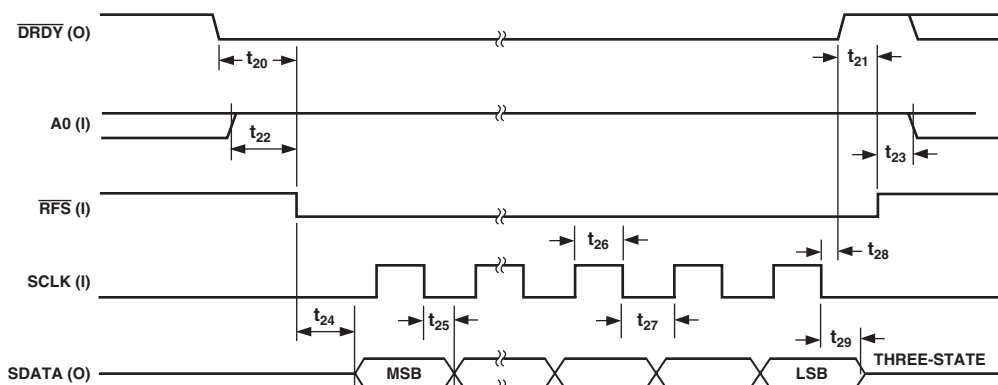 DRDY (O)
t20
t21
A0 (I)
t22
t23
RFS (I)
t26
t28
SCLK (I)
t24
t25
t27
t29
SDATA (O)
MSB
LSB
THREE-STATE